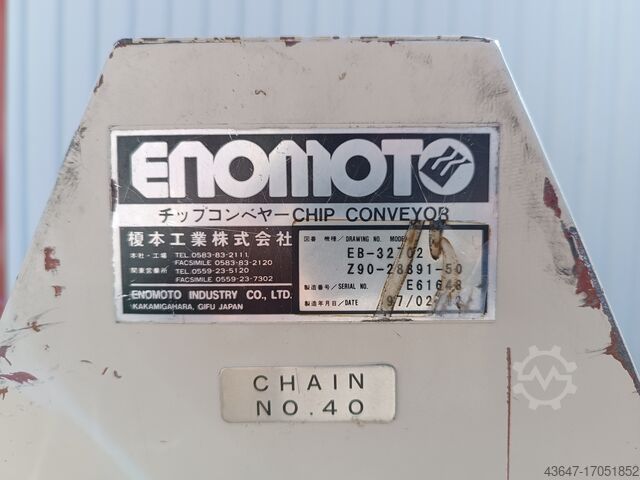 ENOMOTO
チップコンベヤー CHIP CONVEYOR
榎本工業株式会社
本社・工場 TEL.0583-83-2111
FACSIMILE 0583-83-2120
関東営業所 TEL.0559-23-5120
FACSIMILE 0559-23-7302
ENOMOTO INDUSTRY CO., LTD.
KAKAMIGAHARA, GIFU JAPAN
図番 機種/DRAWING NO. MODEL
EB-32702
Z90-28391-50
製造番号/SERIAL NO. E61648
製造年月日/DATE 97/02
CHAIN
NO.40
43647-17051852